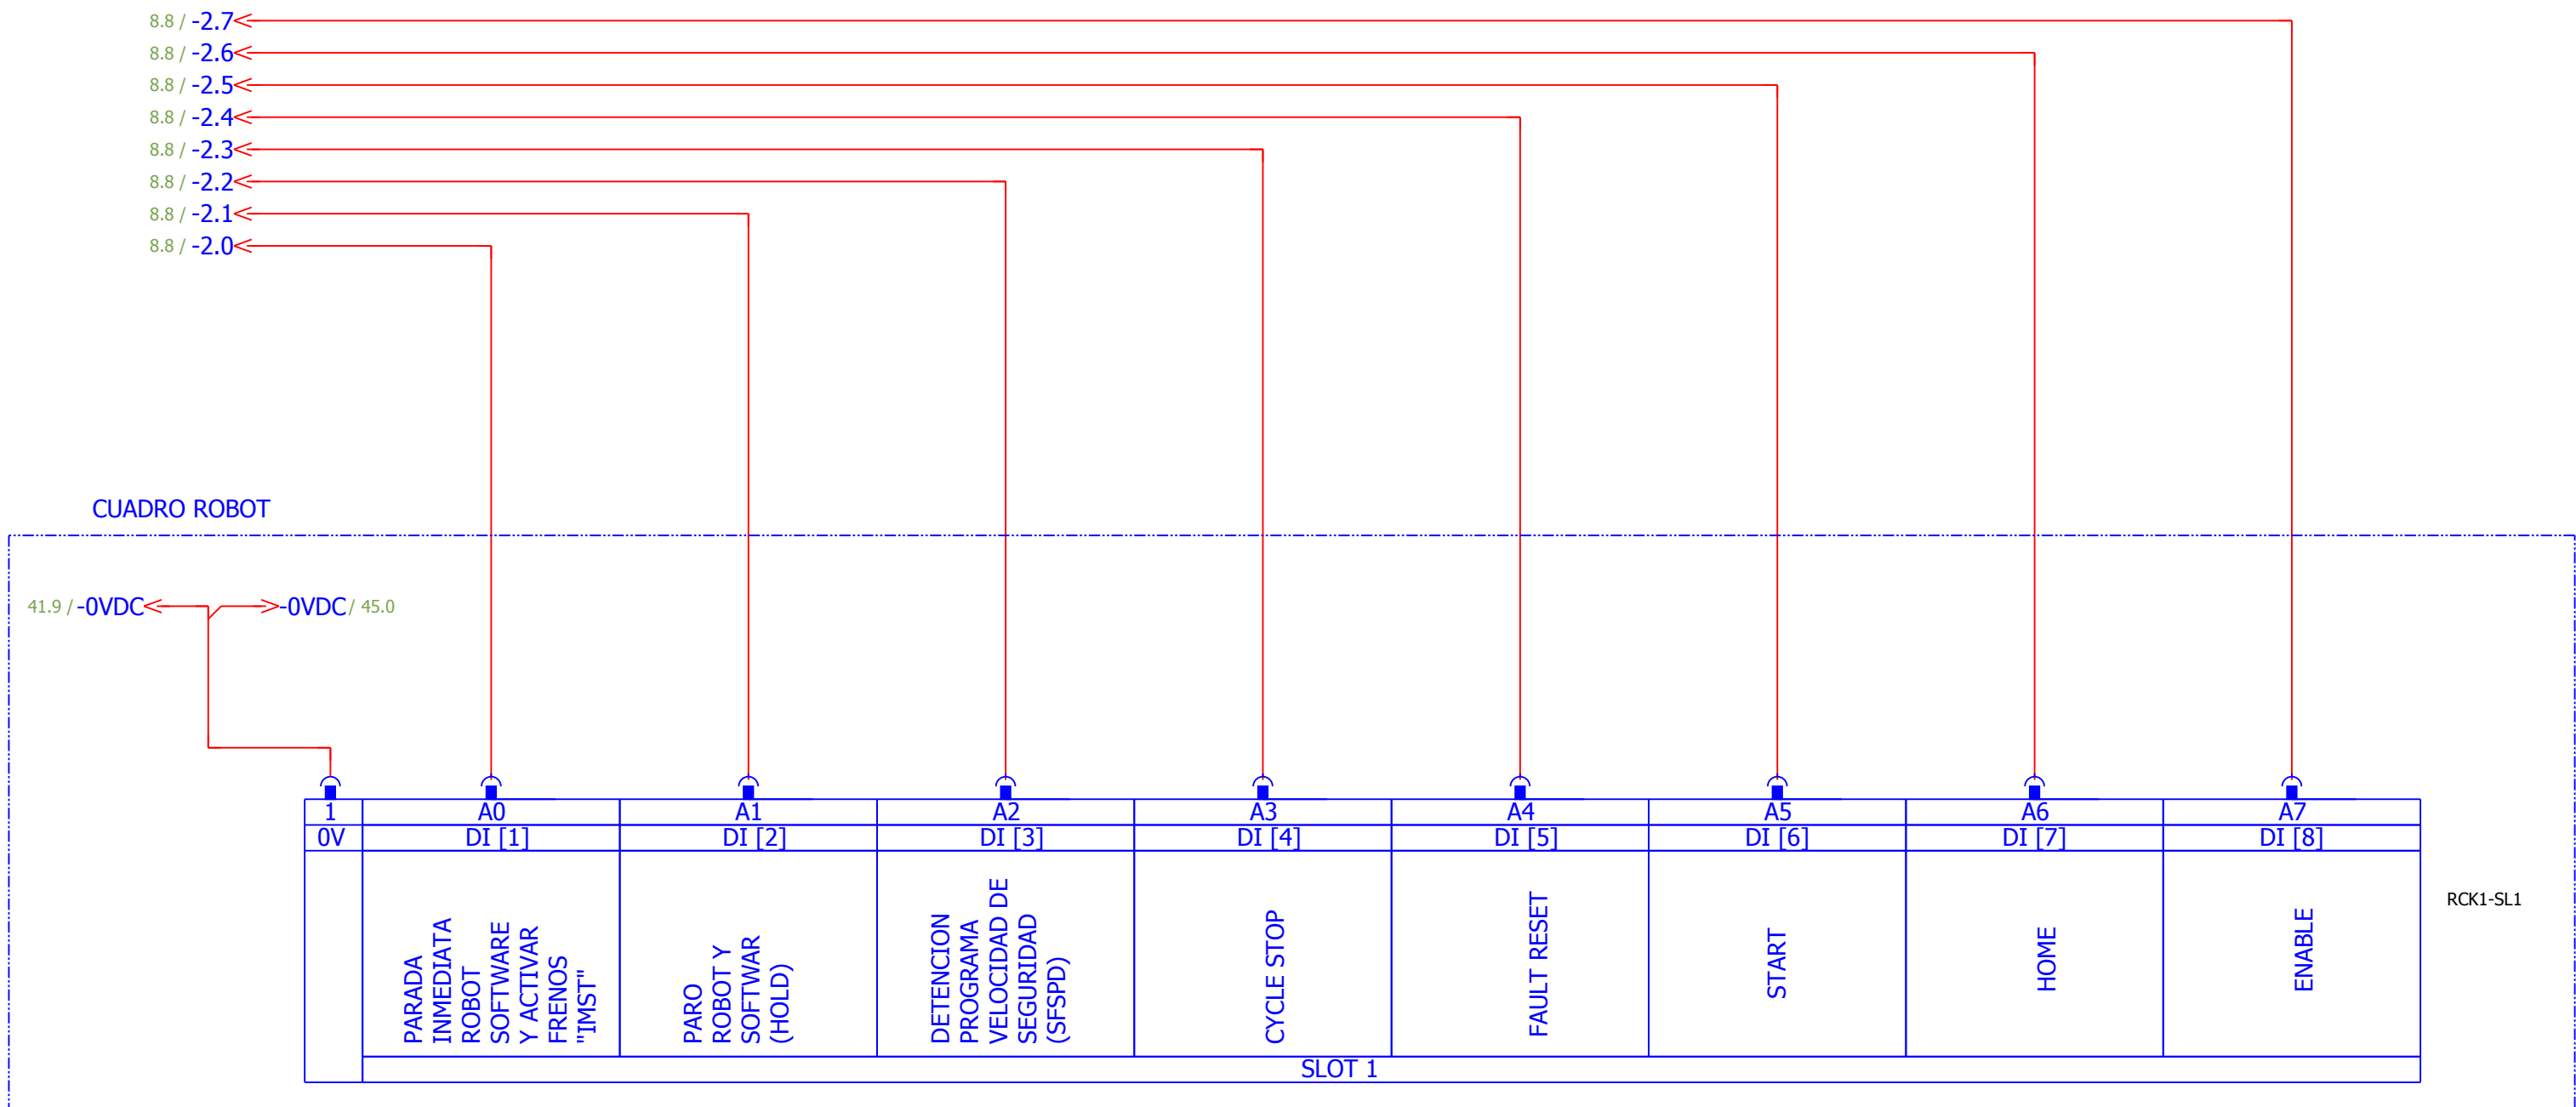 8.8 / -2.7
8.8 / -2.6
8.8 / -2.5
8.8 / -2.4
8.8 / -2.3
8.8 / -2.2
8.8 / -2.1
8.8 / -2.0
CUADRO ROBOT
41.9 / -0VDC
-0VDC / 45.0
1 A0 A1 A2 A3 A4 A5 A6 A7
0V DI [1] DI [2] DI [3] DI [4] DI [5] DI [6] DI [7] DI [8]
PARADA
INMEDIATA
ROBOT
SOFTWARE
Y ACTIVAR
FRENOS
"IMST"
PARO
ROBOT Y
SOFTWAR
(HOLD)
DETENCION
PROGRAMA
VELOCIDAD DE
SEGURIDAD
(SFSPD)
CYCLE STOP
FAULT RESET
START
HOME
ENABLE
RCK1-SL1
SLOT 1